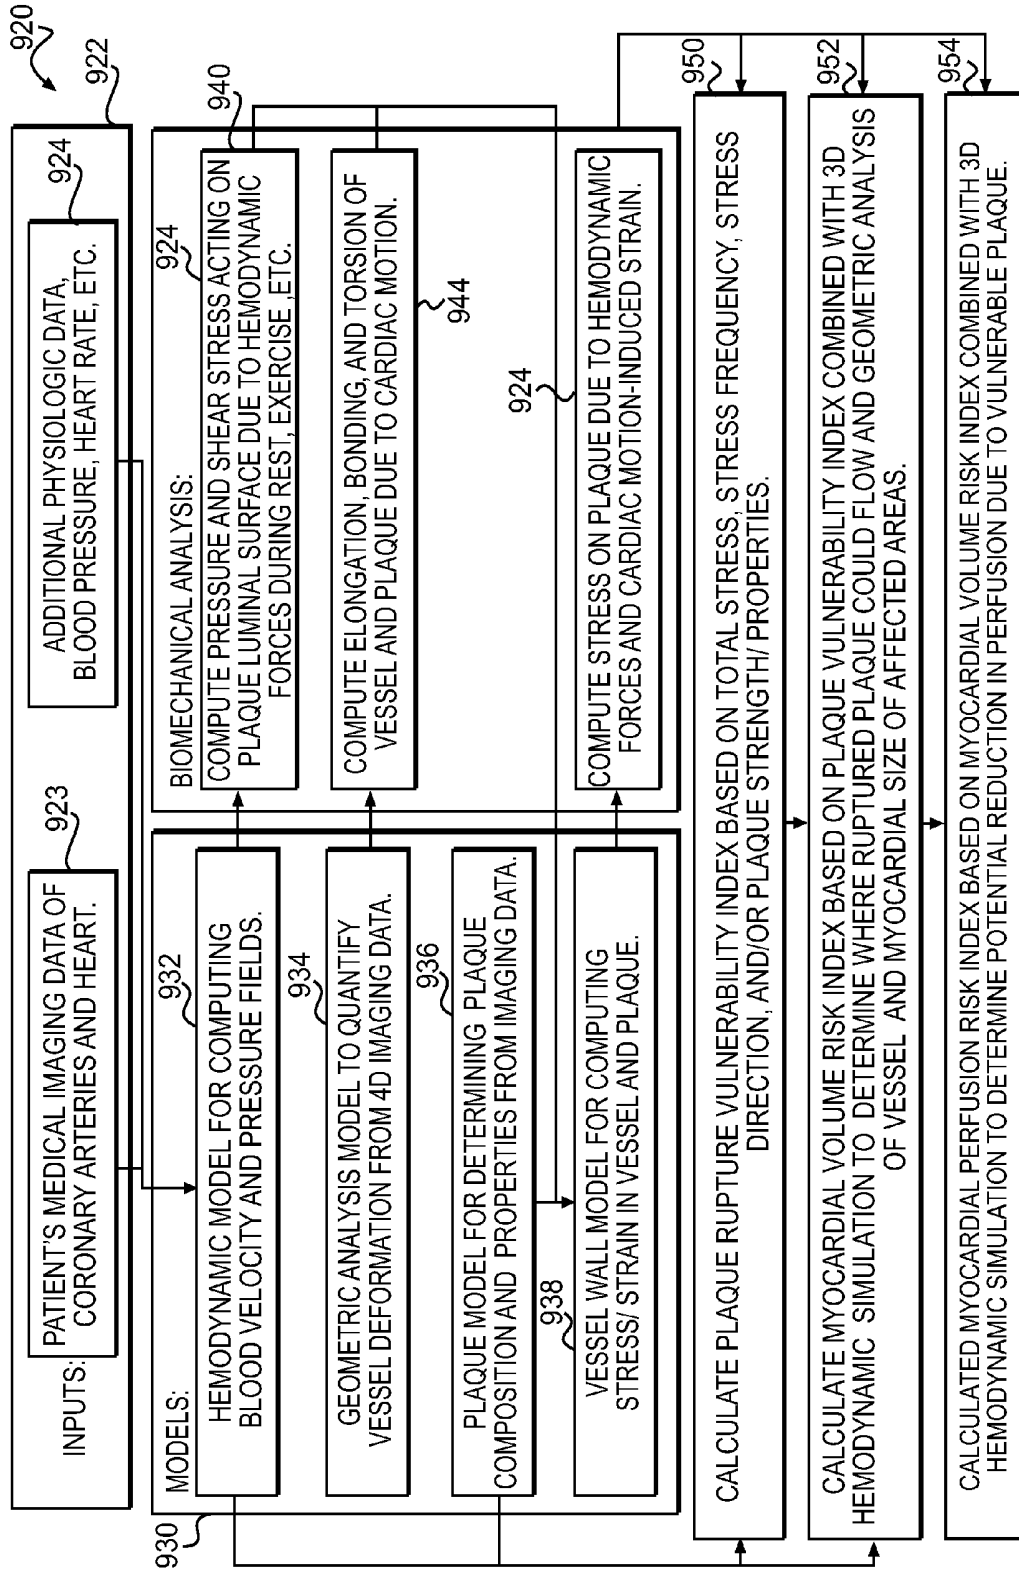 920
922
INPUTS:
923
PATIENT'S MEDICAL IMAGING DATA OF
CORONARY ARTERIES AND HEART.
924
ADDITIONAL PHYSIOLOGIC DATA,
BLOOD PRESSURE, HEART RATE, ETC.
930
MODELS:
932
HEMODYNAMIC MODEL FOR COMPUTING
BLOOD VELOCITY AND PRESSURE FIELDS.
934
GEOMETRIC ANALYSIS MODEL TO QUANTIFY
VESSEL DEFORMATION FROM 4D IMAGING DATA.
936
PLAQUE MODEL FOR DETERMINING PLAQUE
COMPOSITION AND PROPERTIES FROM IMAGING DATA.
938
VESSEL WALL MODEL FOR COMPUTING
STRESS/ STRAIN IN VESSEL AND PLAQUE.
940
BIOMECHANICAL ANALYSIS:
924
COMPUTE PRESSURE AND SHEAR STRESS ACTING ON
PLAQUE LUMINAL SURFACE DUE TO HEMODYNAMIC
FORCES DURING REST, EXERCISE, ETC.
COMPUTE ELONGATION, BONDING, AND TORSION OF
VESSEL AND PLAQUE DUE TO CARDIAC MOTION.
944
924
COMPUTE STRESS ON PLAQUE DUE TO HEMODYNAMIC
FORCES AND CARDIAC MOTION-INDUCED STRAIN.
950
CALCULATE PLAQUE RUPTURE VULNERABILITY INDEX BASED ON TOTAL STRESS, STRESS FREQUENCY, STRESS
DIRECTION, AND/OR PLAQUE STRENGTH/ PROPERTIES.
952
CALCULATE MYOCARDIAL VOLUME RISK INDEX BASED ON PLAQUE VULNERABILITY INDEX COMBINED WITH 3D
HEMODYNAMIC SIMULATION TO DETERMINE WHERE RUPTURED PLAQUE COULD FLOW AND GEOMETRIC ANALYSIS
OF VESSEL AND MYOCARDIAL SIZE OF AFFECTED AREAS.
954
CALCULATED MYOCARDIAL PERFUSION RISK INDEX BASED ON MYOCARDIAL VOLUME RISK INDEX COMBINED WITH 3D
HEMODYNAMIC SIMULATION TO DETERMINE POTENTIAL REDUCTION IN PERFUSION DUE TO VULNERABLE PLAQUE.